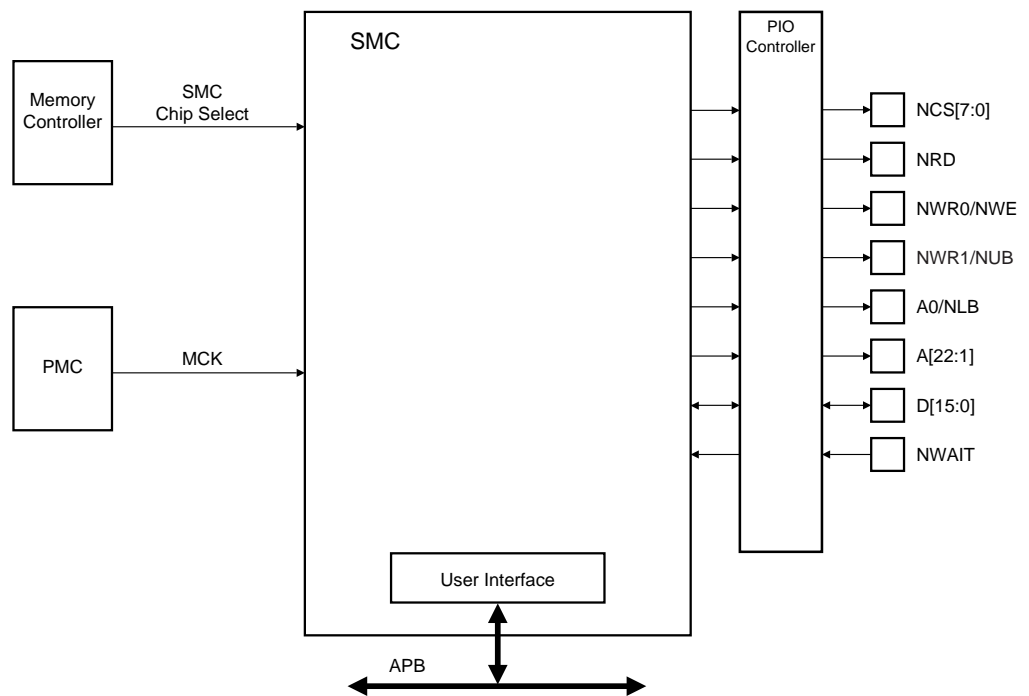 SMC
PIO
Controller
Memory
Controller
SMC
Chip Select
NCS[7:0]
NRD
NWR0/NWE
NWR1/NUB
A0/NLB
PMC
MCK
A[22:1]
D[15:0]
NWAIT
User Interface
APB